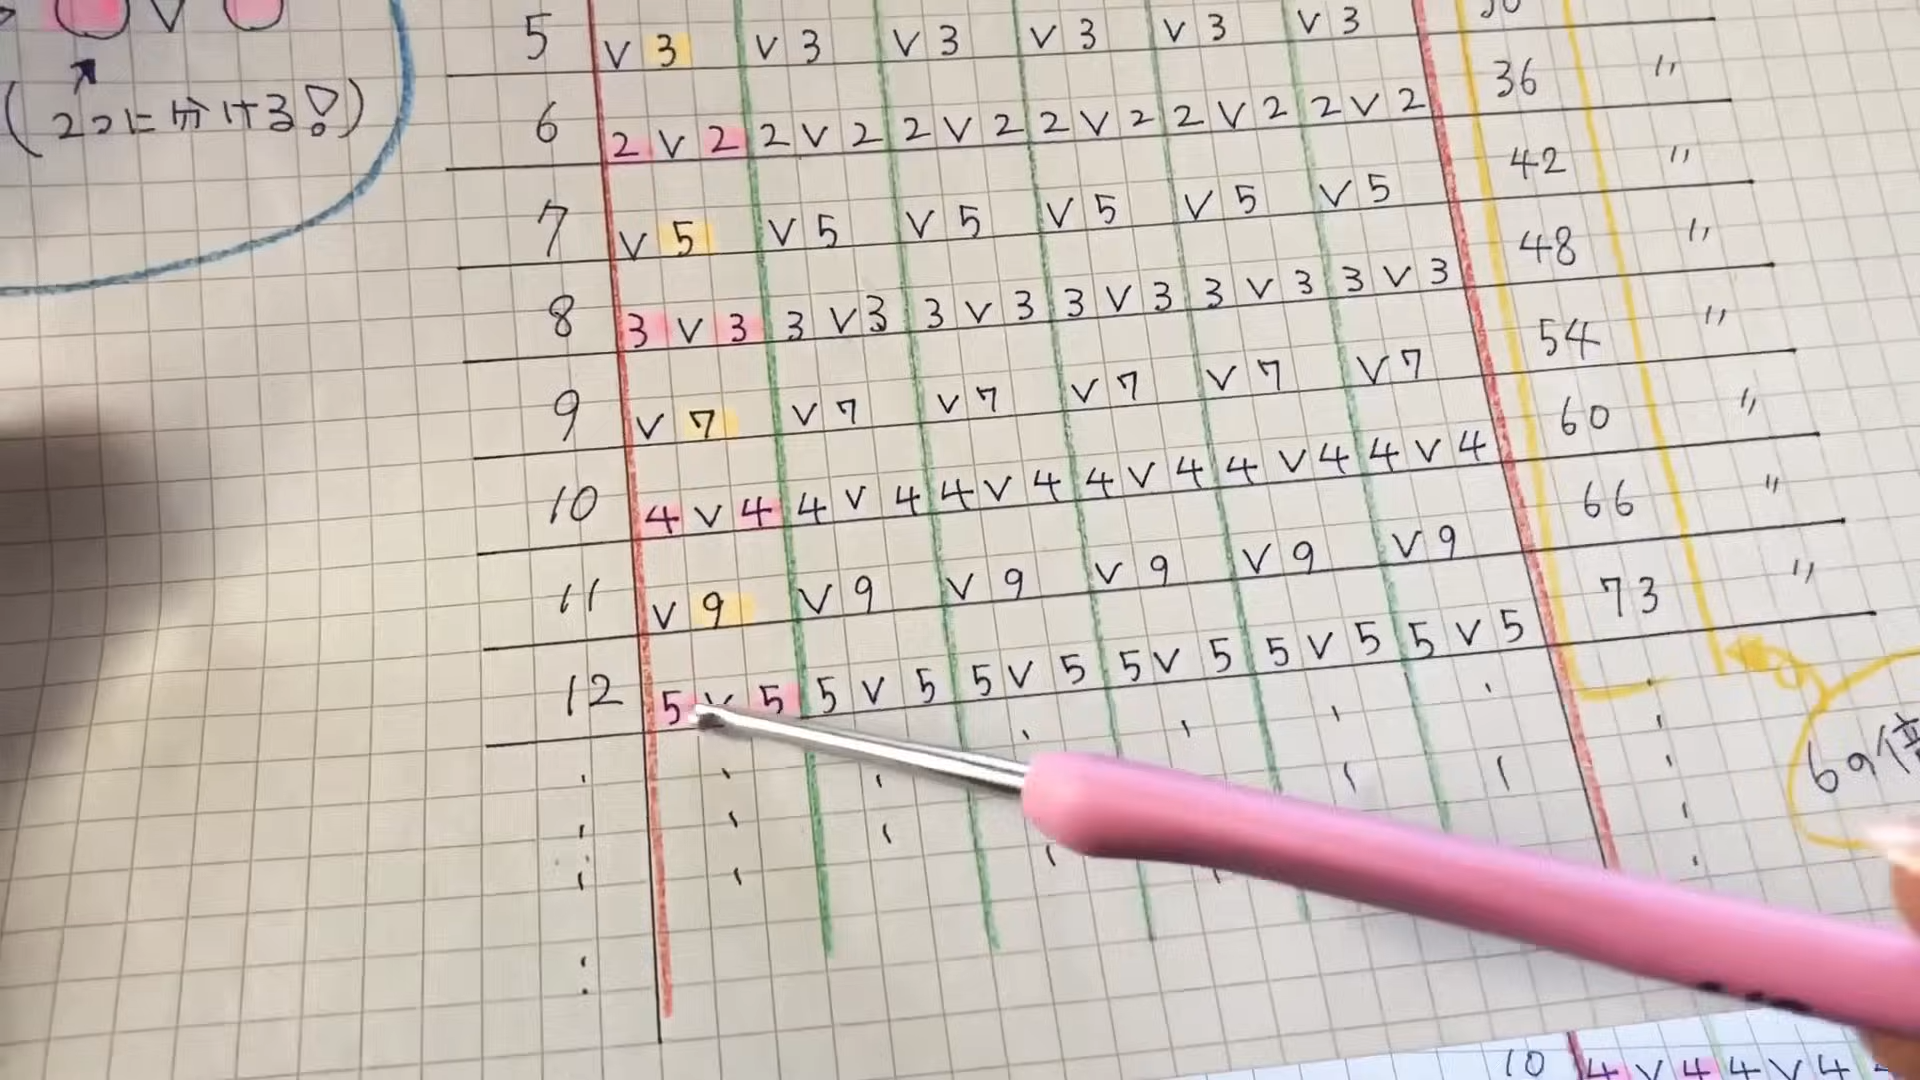 V
(2つに分ける!)
5 V 3 V 3 V 3 V 3 V 3 V 3
6 2 V 2 2 V 2 2 V 2 2 V 2 2 V 2 2 V 2 36 〃
7 V 5 V 5 V 5 V 5 V 5 V 5 42 〃
8 3 V 3 3 V 3 3 V 3 3 V 3 3 V 3 3 V 3 48 〃
9 V 7 V 7 V 7 V 7 V 7 V 7 54 〃
10 4 V 4 4 V 4 4 V 4 4 V 4 4 V 4 4 V 4 60 〃
11 V 9 V 9 V 9 V 9 V 9 V 9 66 〃
12 5 V 5 5 V 5 5 V 5 5 V 5 5 V 5 5 V 5 73 〃
6の倍
10 4 V 4 4 V 4